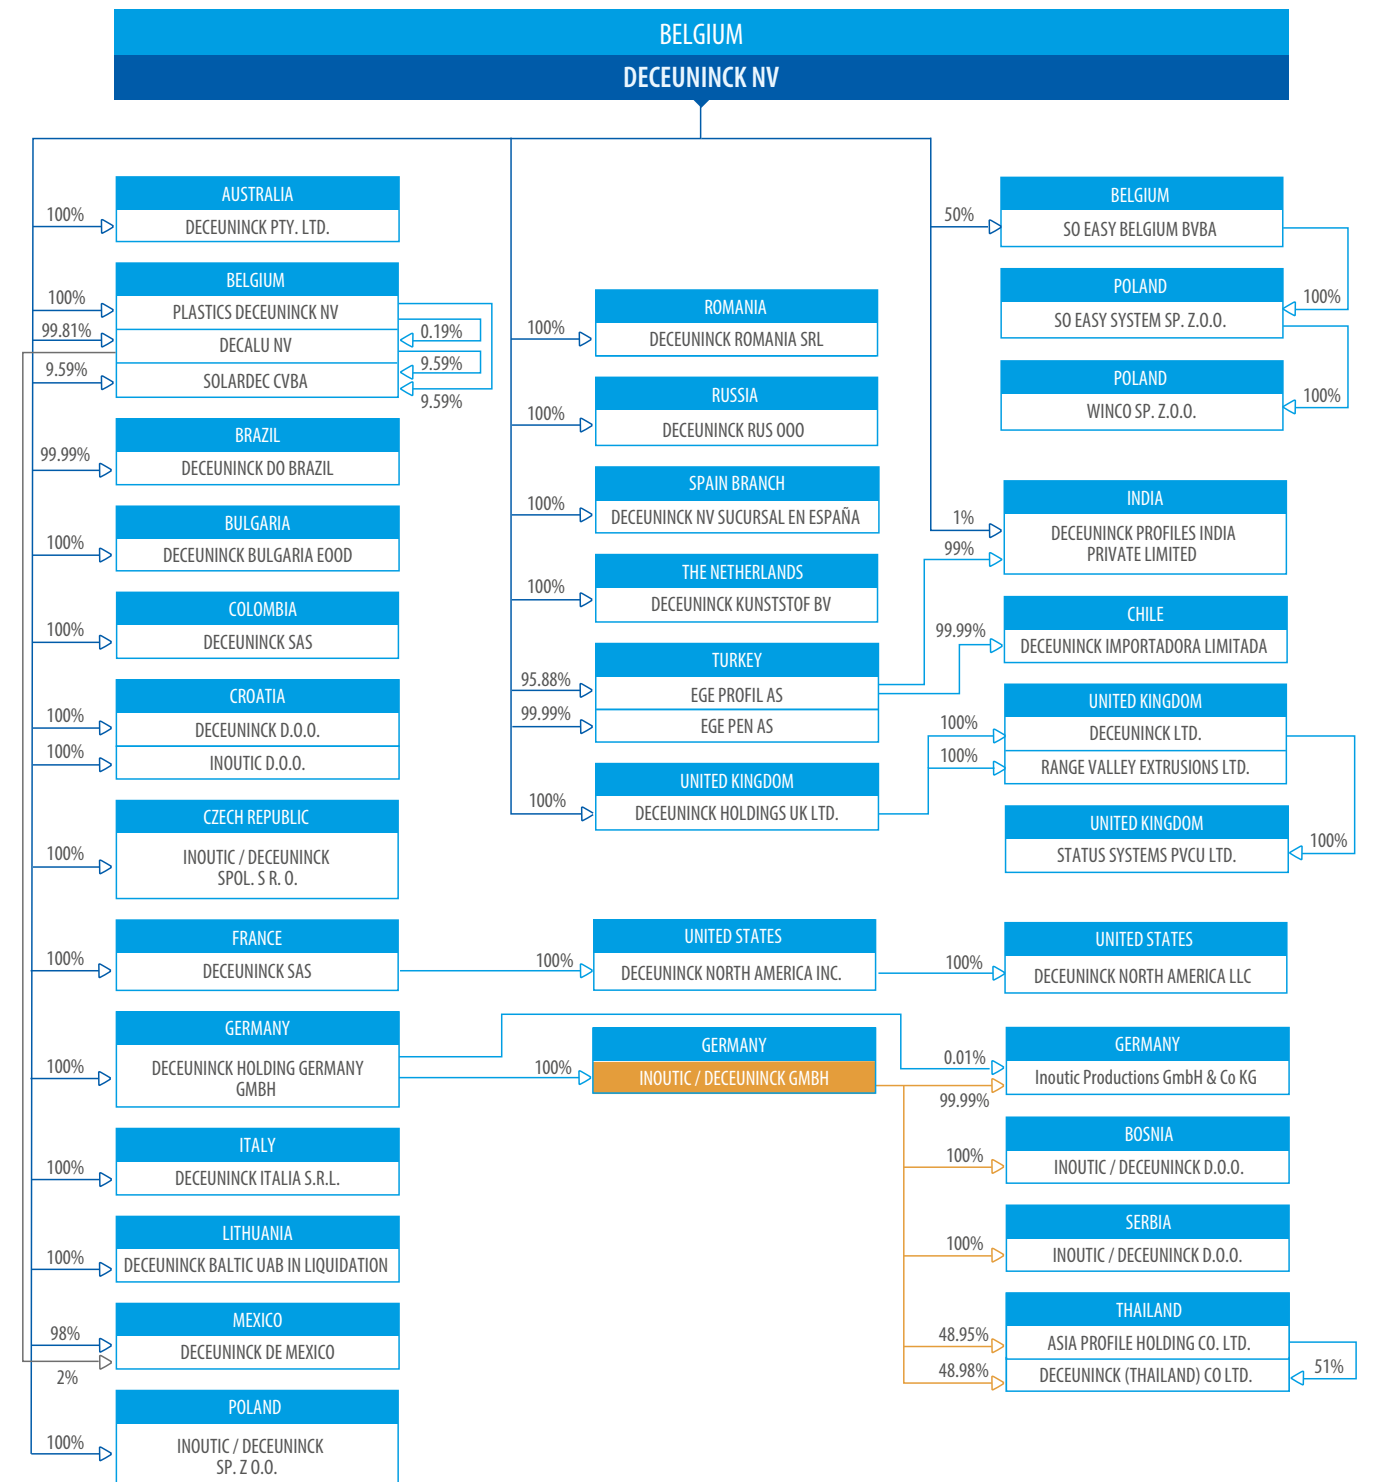 BELGIUM
DECEUNINCK NV
AUSTRALIA
100%
DECEUNINCK PTY. LTD.
BELGIUM
100%
PLASTICS DECEUNINCK NV
99.81%
0.19%
DECALU NV
9.59%
9.59%
SOLARDEC CVBA
9.59%
BRAZIL
99.99%
DECEUNINCK DO BRAZIL
BULGARIA
100%
DECEUNINCK BULGARIA EOOD
COLOMBIA
100%
DECEUNINCK SAS
CROATIA
100%
DECEUNINCK D.O.O.
100%
INOUTIC D.O.O.
CZECH REPUBLIC
100%
INOUTIC / DECEUNINCK
SPOL. S R. O.
FRANCE
100%
DECEUNINCK SAS
GERMANY
100%
DECEUNINCK HOLDING GERMANY
GMBH
ITALY
100%
DECEUNINCK ITALIA S.R.L.
LITHUANIA
100%
DECEUNINCK BALTIC UAB IN LIQUIDATION
MEXICO
98%
DECEUNINCK DE MEXICO
2%
POLAND
100%
INOUTIC / DECEUNINCK
SP. Z O.O.
ROMANIA
100%
DECEUNINCK ROMANIA SRL
RUSSIA
100%
DECEUNINCK RUS OOO
SPAIN BRANCH
100%
DECEUNINCK NV SUCURSAL EN ESPAÑA
THE NETHERLANDS
100%
DECEUNINCK KUNSTSTOF BV
TURKEY
95.88%
EGE PROFIL AS
99.99%
EGE PEN AS
UNITED KINGDOM
100%
DECEUNINCK HOLDINGS UK LTD.
UNITED STATES
100%
DECEUNINCK NORTH AMERICA INC.
GERMANY
100%
INOUTIC / DECEUNINCK GMBH
BELGIUM
50%
SO EASY BELGIUM BVBA
POLAND
100%
SO EASY SYSTEM SP. Z.O.O.
POLAND
100%
WINCO SP. Z.O.O.
INDIA
1%
DECEUNINCK PROFILES INDIA
PRIVATE LIMITED
99%
CHILE
99.99%
DECEUNINCK IMPORTADORA LIMITADA
UNITED KINGDOM
100%
DECEUNINCK LTD.
100%
RANGE VALLEY EXTRUSIONS LTD.
UNITED KINGDOM
100%
STATUS SYSTEMS PVCU LTD.
UNITED STATES
100%
DECEUNINCK NORTH AMERICA LLC
GERMANY
0.01%
Inoutic Productions GmbH & Co KG
99.99%
BOSNIA
100%
INOUTIC / DECEUNINCK D.O.O.
SERBIA
100%
INOUTIC / DECEUNINCK D.O.O.
THAILAND
48.95%
ASIA PROFILE HOLDING CO. LTD.
48.98%
DECEUNINCK (THAILAND) CO LTD.
51%